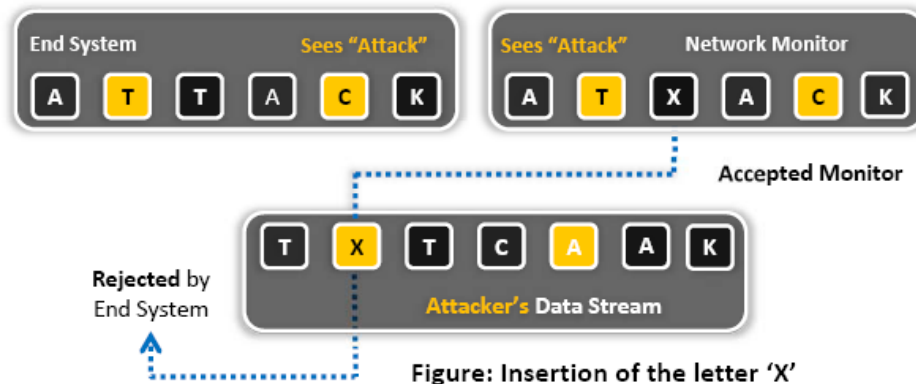 End System Sees “Attack”
A T T A C K
Sees “Attack” Network Monitor
A T X A C K
Accepted Monitor
T X T C A A K
Attacker’s Data Stream
Rejected by
End System
Figure: Insertion of the letter ‘X’